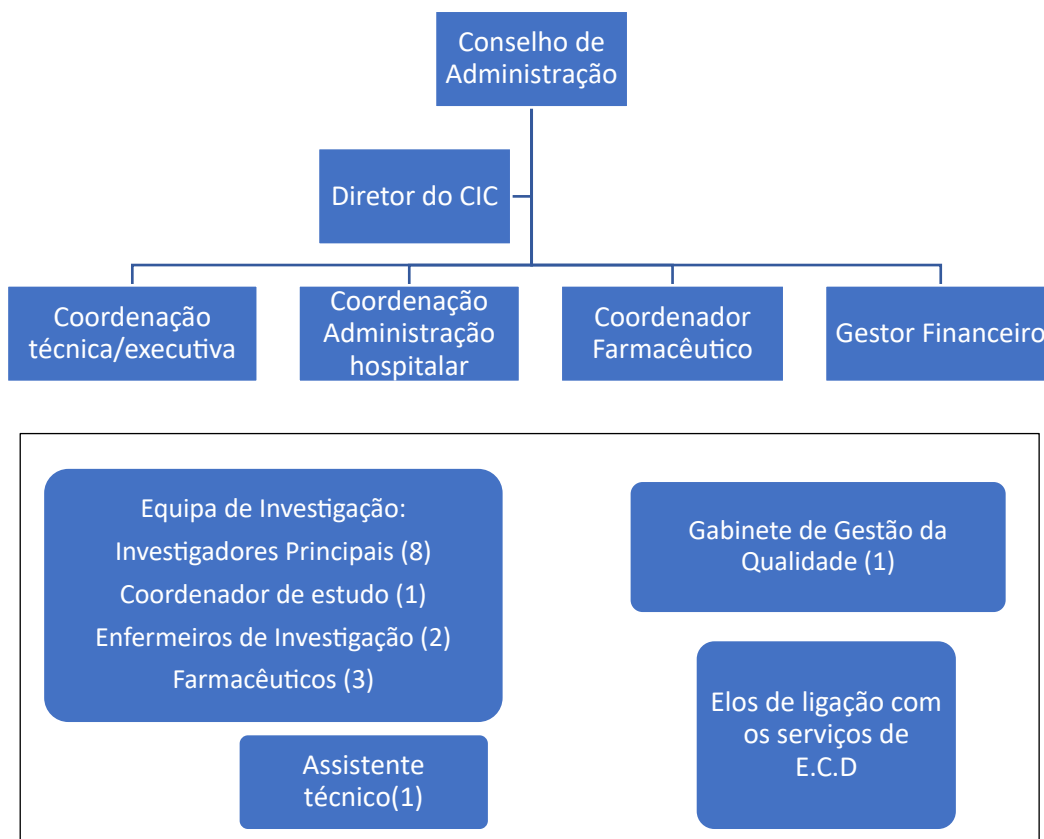 Conselho de
Administração
Diretor do CIC
Coordenação
técnica/executiva
Coordenação
Administração
hospitalar
Coordenador
Farmacêutico
Gestor Financeiro
Equipa de Investigação:
Investigadores Principais (8)
Coordenador de estudo (1)
Enfermeiros de Investigação (2)
Farmacêuticos (3)
Gabinete de Gestão da
Qualidade (1)
Elos de ligação com
os serviços de
E.C.D
Assistente
técnico(1)